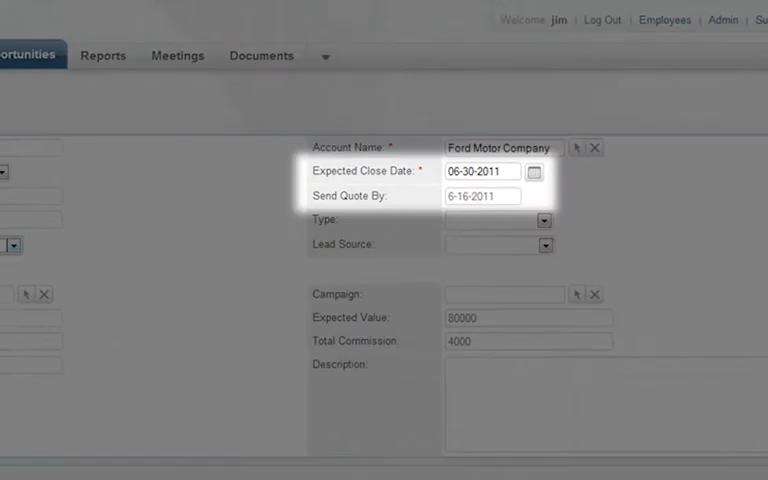 Welcome jim | Log Out | Employees | Admin | Su
ortunities Reports Meetings Documents
Account Name: * Ford Motor Company
Expected Close Date: * 06-30-2011
Send Quote By: 6-16-2011
Type:
Lead Source:
Campaign:
Expected Value: 80000
Total Commission: 4000
Description: